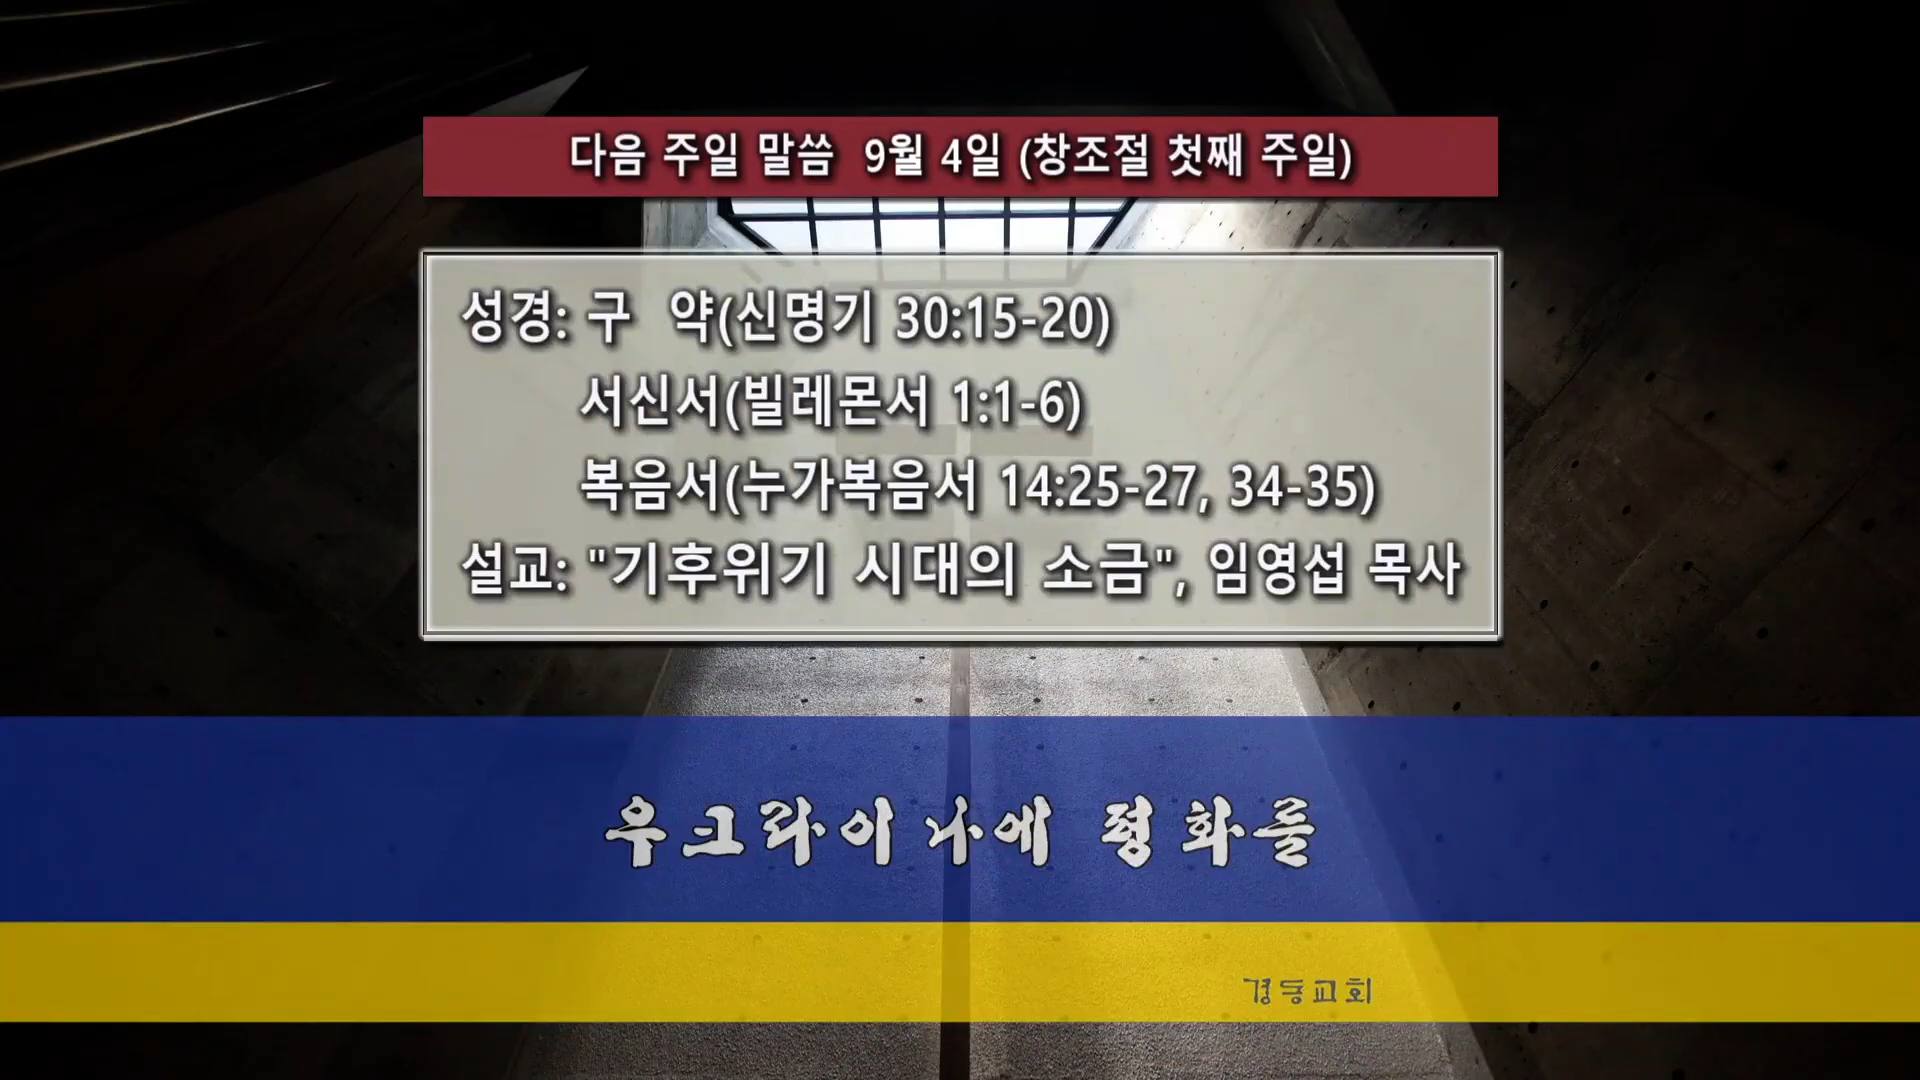 다음 주일 말씀 9월 4일 (창조절 첫째 주일)
성경: 구 약(신명기 30:15-20)
서신서(빌레몬서 1:1-6)
복음서(누가복음서 14:25-27, 34-35)
설교: "기후위기 시대의 소금", 임영섭 목사
우크라이나에 평화를
경동교회